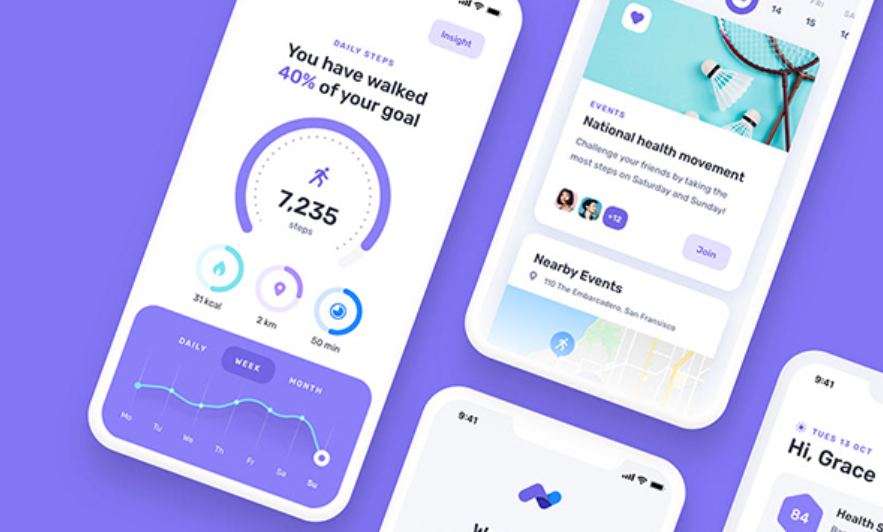 Insight
DAILY STEPS
You have walked
40% of your goal
7,235
steps
31 kcal
2 km
50 min
DAILY
WEEK
MONTH
Mo
Tu
We
Th
Fr
Sa
Su
14
15
16
FRI
SA
EVENTS
National health movement
Challenge your friends by taking the
most steps on Saturday and Sunday!
+12
Join
Nearby Events
110 The Embarcadero, San Fransisco
9:41
9:41
TUES 13 OCT
Hi, Grace
84
Health S